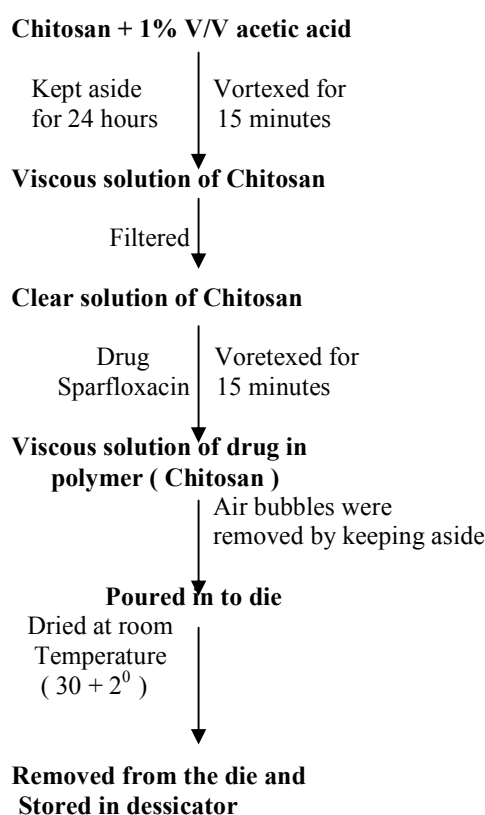 Chitosan + 1% V/V acetic acid
Kept aside
for 24 hours
Vortexed for
15 minutes
Viscous solution of Chitosan
Filtered
Clear solution of Chitosan
Drug
Sparfloxacin
Voretexed for
15 minutes
Viscous solution of drug in
polymer ( Chitosan )
Air bubbles were
removed by keeping aside
Poured in to die
Dried at room
Temperature
( 30 + 2⁰ )
Removed from the die and
Stored in dessicator